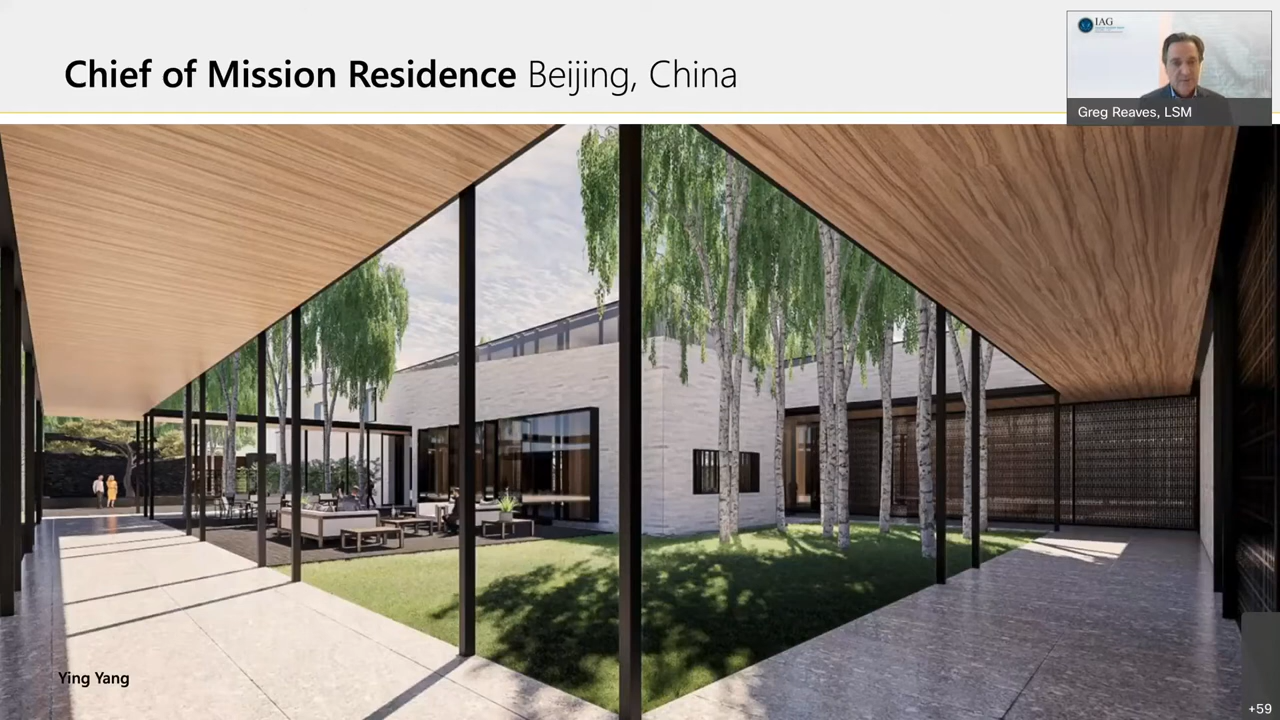 Chief of Mission Residence Beijing, China
IAG
Greg Reaves, LSM
Ying Yang
+59